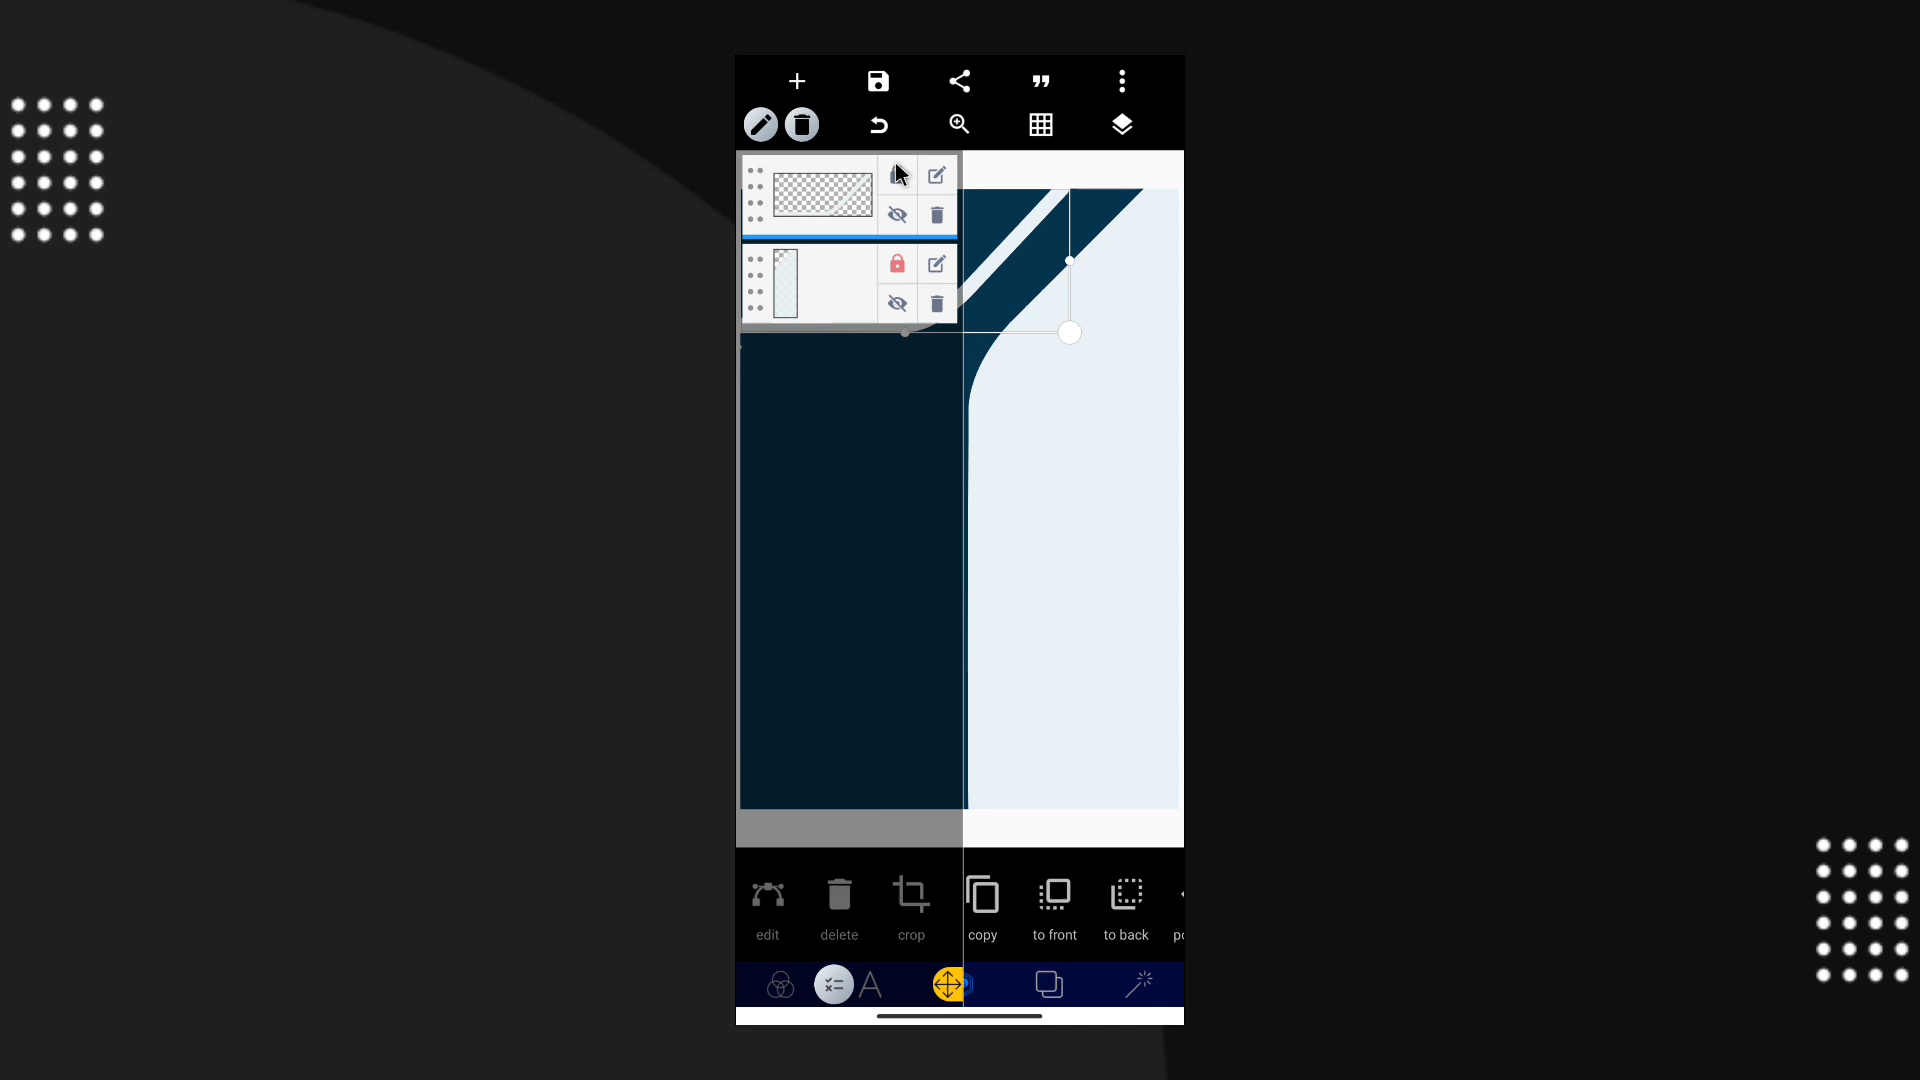 edit
delete
crop
copy
to front
to back